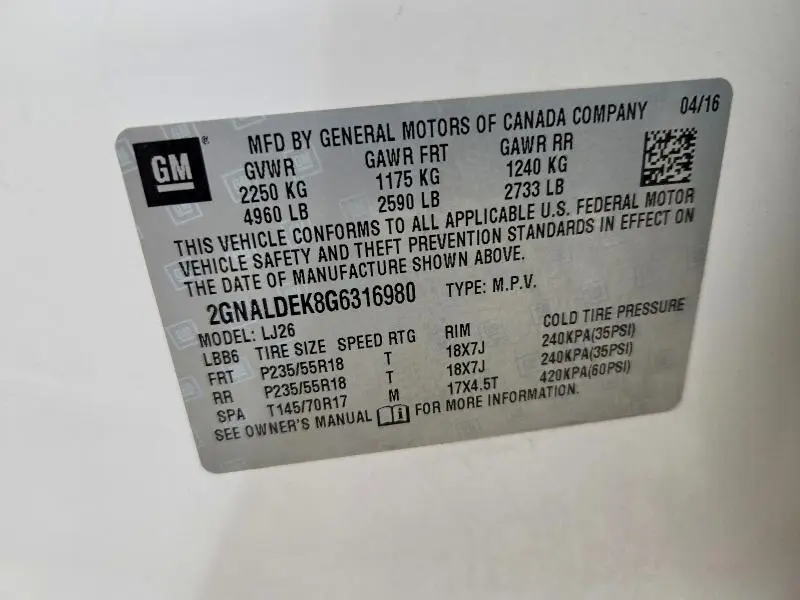 GM
MFD BY GENERAL MOTORS OF CANADA COMPANY 04/16
GVWR GAWR FRT GAWR RR
2250 KG 1175 KG 1240 KG
4960 LB 2590 LB 2733 LB
THIS VEHICLE CONFORMS TO ALL APPLICABLE U.S. FEDERAL MOTOR
VEHICLE SAFETY AND THEFT PREVENTION STANDARDS IN EFFECT ON
THE DATE OF MANUFACTURE SHOWN ABOVE.
2GNALDEK8G6316980 TYPE: M.P.V.
MODEL: LJ26
LBB6 TIRE SIZE SPEED RTG RIM COLD TIRE PRESSURE
FRT P235/55R18 T 18X7J 240KPA(35PSI)
RR P235/55R18 T 18X7J 240KPA(35PSI)
SPA T145/70R17 M 17X4.5T 420KPA(60PSI)
SEE OWNER'S MANUAL FOR MORE INFORMATION.